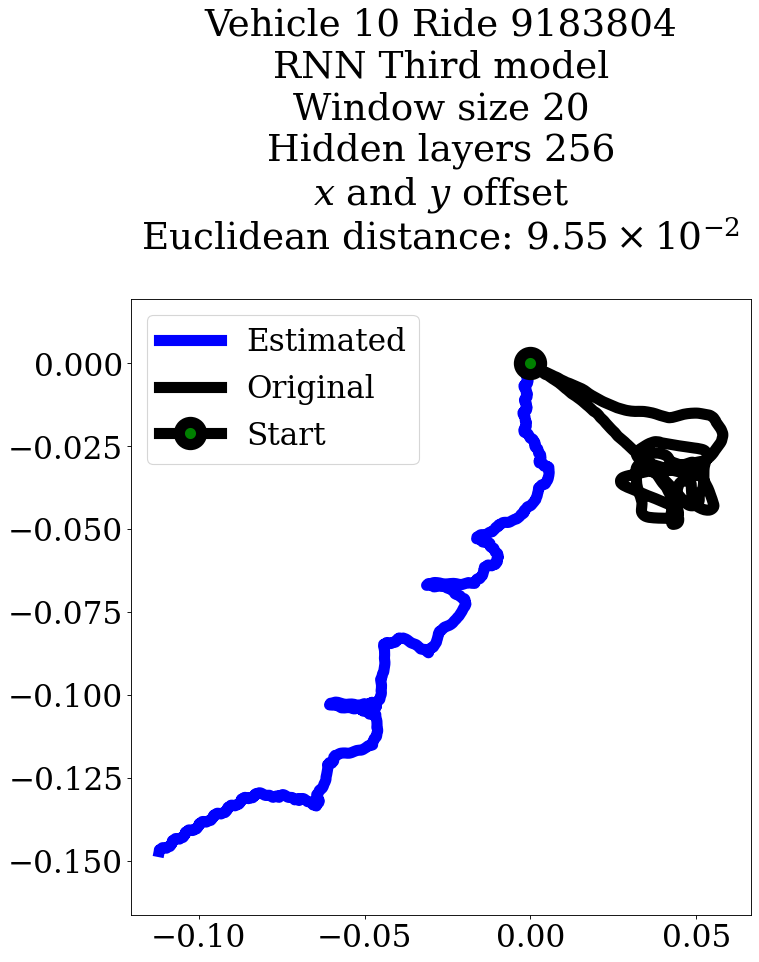 Vehicle 10 Ride 9183804
RNN Third model
Window size 20
Hidden layers 256
x and y offset
Euclidean distance: 9.55 × 10⁻²
Estimated
Original
Start
0.000
−0.025
−0.050
−0.075
−0.100
−0.125
−0.150
−0.10
−0.05
0.00
0.05